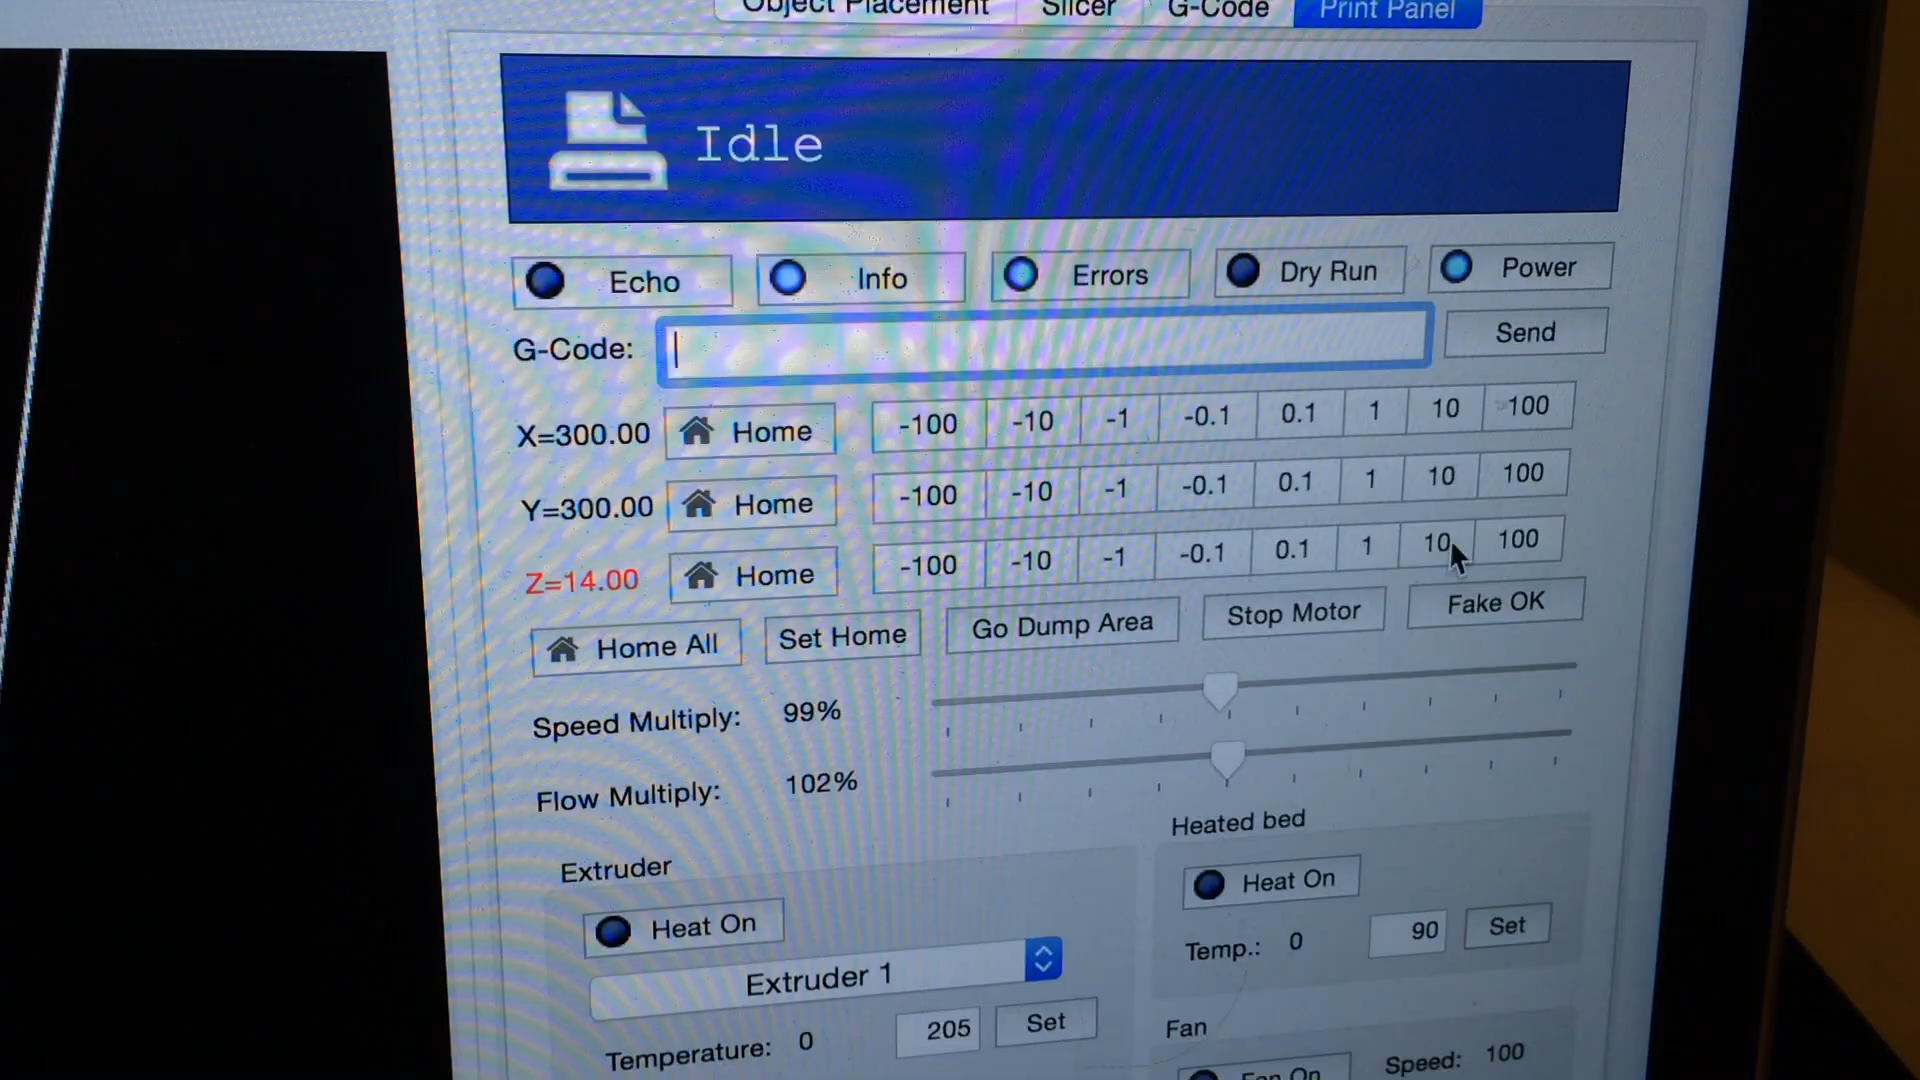 Object Placement Slicer G-Code Print Panel
Idle
Echo Info Errors Dry Run Power
G-Code: Send
X=300.00 Home -100 -10 -1 -0.1 0.1 1 10 100
Y=300.00 Home -100 -10 -1 -0.1 0.1 1 10 100
Z=14.00 Home -100 -10 -1 -0.1 0.1 1 10 100
Home All Set Home Go Dump Area Stop Motor Fake OK
Speed Multiply: 99%
Flow Multiply: 102%
Extruder
Heat On
Extruder 1
Temperature: 0 205 Set
Heated bed
Heat On
Temp.: 0 90 Set
Fan
Fan On Speed: 100